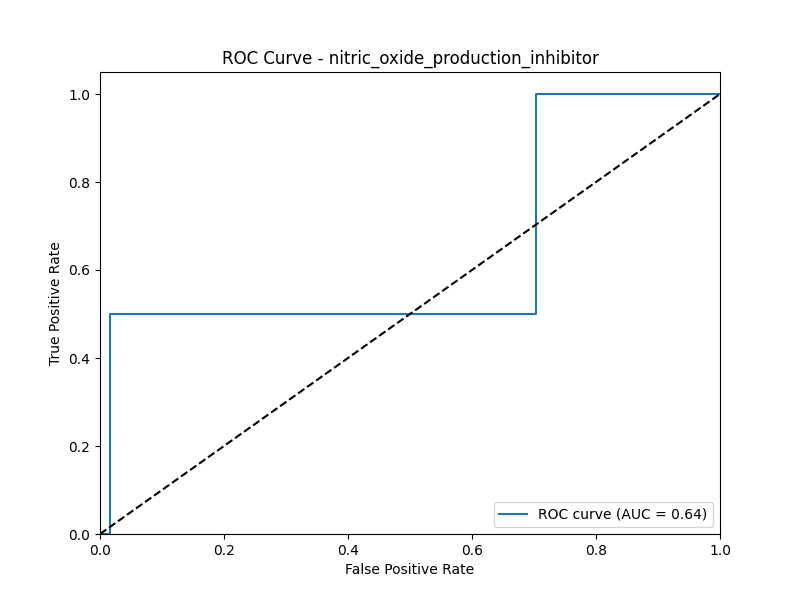 ROC Curve - nitric_oxide_production_inhibitor
True Positive Rate
1.0
0.8
0.6
0.4
0.2
0.0
0.0 0.2 0.4 0.6 0.8 1.0
False Positive Rate
ROC curve (AUC = 0.64)